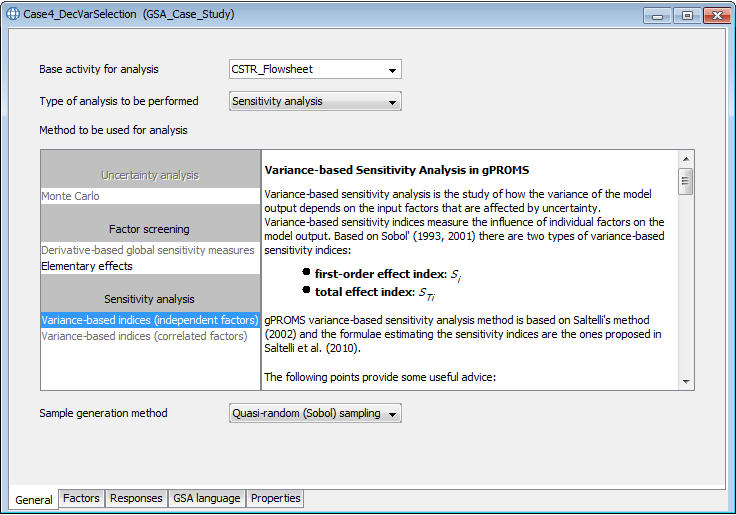 Case4_DecVarSelection (GSA_Case_Study)
Base activity for analysis
CSTR_Flowsheet
Type of analysis to be performed
Sensitivity analysis
Method to be used for analysis
Uncertainty analysis
Monte Carlo
Factor screening
Derivative-based global sensitivity measures
Elementary effects
Sensitivity analysis
Variance-based indices (independent factors)
Variance-based indices (correlated factors)
Variance-based Sensitivity Analysis in gPROMS
Variance-based sensitivity analysis is the study of how the variance of the model
output depends on the input factors that are affected by uncertainty.
Variance-based sensitivity indices measure the influence of individual factors on the
model output. Based on Sobol' (1993, 2001) there are two types of variance-based
sensitivity indices:
● first-order effect index: Si
● total effect index: STi
gPROMS variance-based sensitivity analysis method is based on Saltelli's method
(2002) and the formulae estimating the sensitivity indices are the ones proposed in
Saltelli et al. (2010).
The following points provide some useful advice:
Sample generation method
Quasi-random (Sobol) sampling
General
Factors
Responses
GSA language
Properties